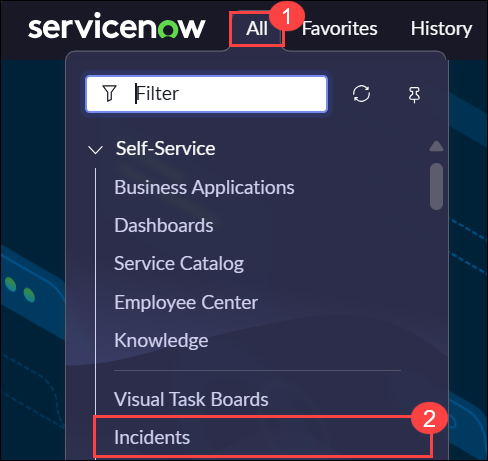 servicenow All 1 Favorites History
Filter
Self-Service
Business Applications
Dashboards
Service Catalog
Employee Center
Knowledge
Visual Task Boards
2
Incidents